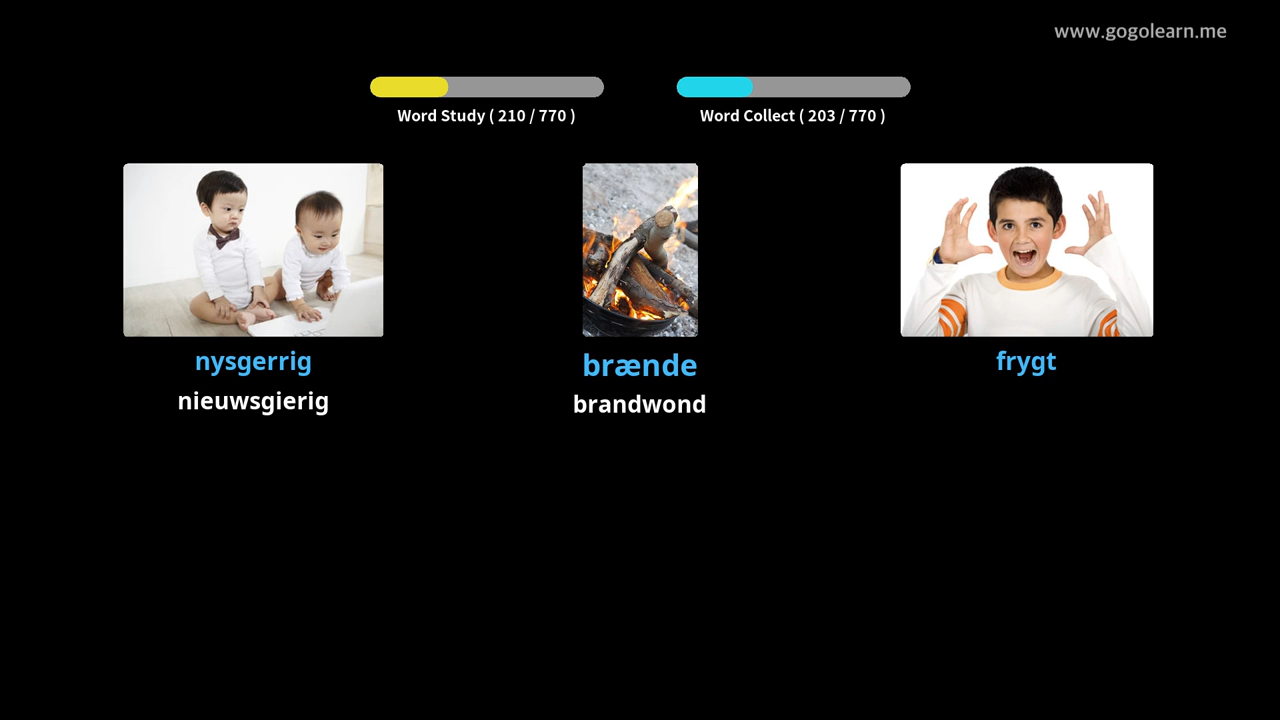 www.gogolearn.me
Word Study ( 210 / 770 )
Word Collect ( 203 / 770 )
nysgerrig
nieuwsgierig
brænde
brandwond
frygt